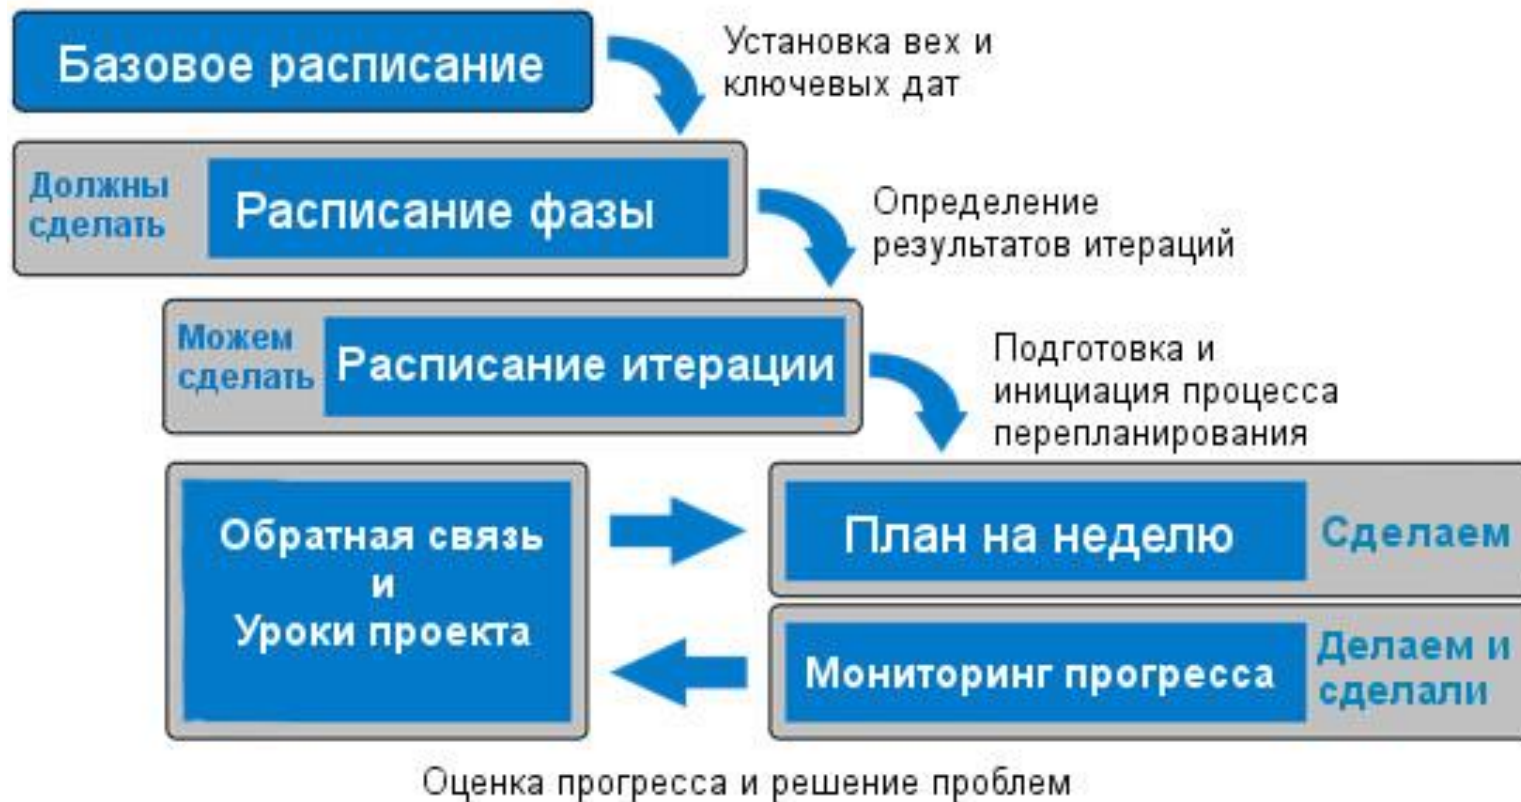 Базовое расписание
Установка вех и
ключевых дат
Должны
сделать
Расписание фазы
Определение
результатов итераций
Можем
сделать
Расписание итерации
Подготовка и
инициация процесса
перепланирования
Обратная связь
и
Уроки проекта
План на неделю
Сделаем
Мониторинг прогресса
Делаем и
сделали
Оценка прогресса и решение проблем